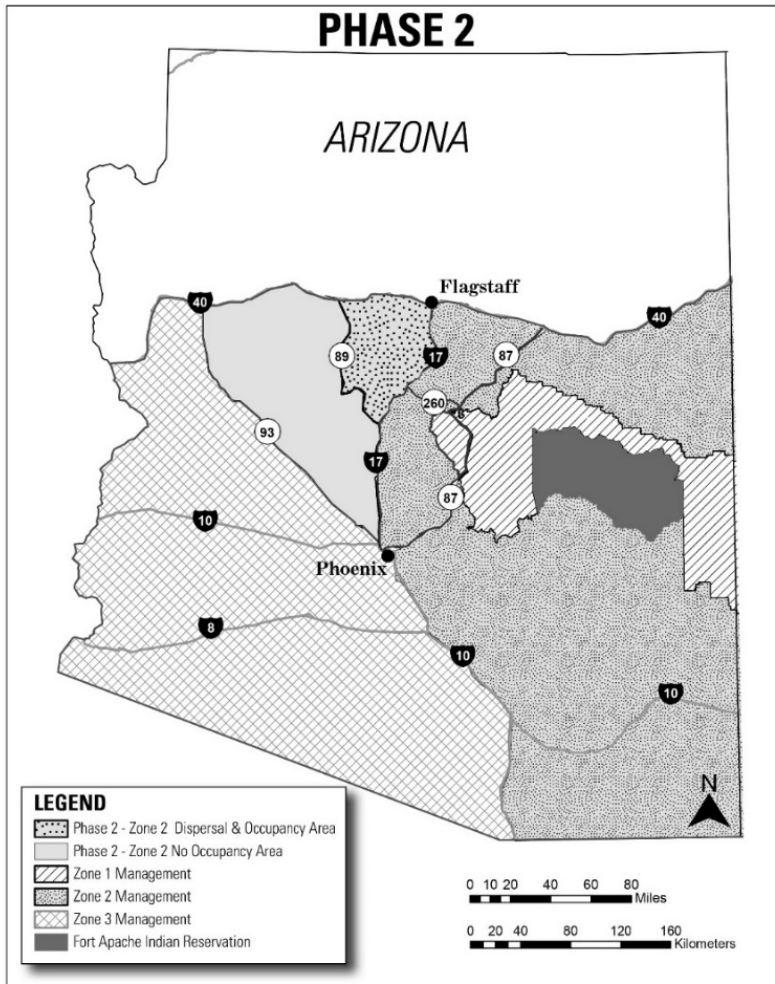 PHASE 2
ARIZONA
Flagstaff
40
40
89
17
87
260
93
17
87
10
Phoenix
8
10
10
N
LEGEND
Phase 2 - Zone 2 Dispersal & Occupancy Area
Phase 2 - Zone 2 No Occupancy Area
Zone 1 Management
Zone 2 Management
Zone 3 Management
Fort Apache Indian Reservation
0 10 20 40 60 80
Miles
0 20 40 80 120 160
Kilometers